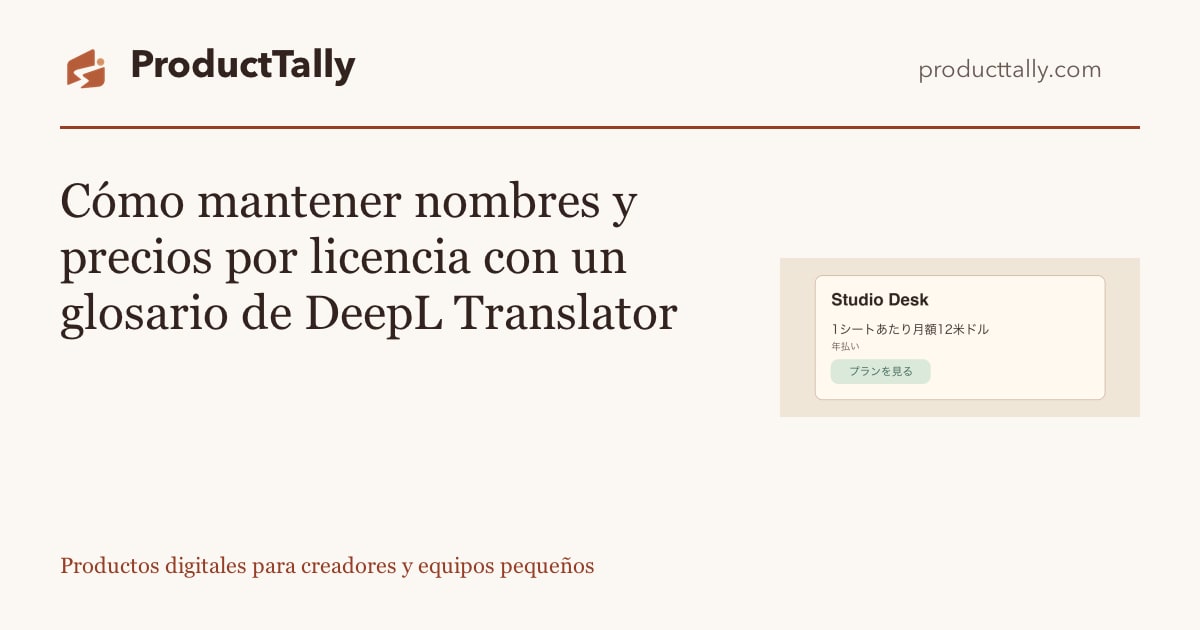 ProductTally
producttally.com
Cómo mantener nombres y
precios por licencia con un
glosario de DeepL Translator
Studio Desk
1シートあたり月額12米ドル
年払い
プランを見る
Productos digitales para creadores y equipos pequeños